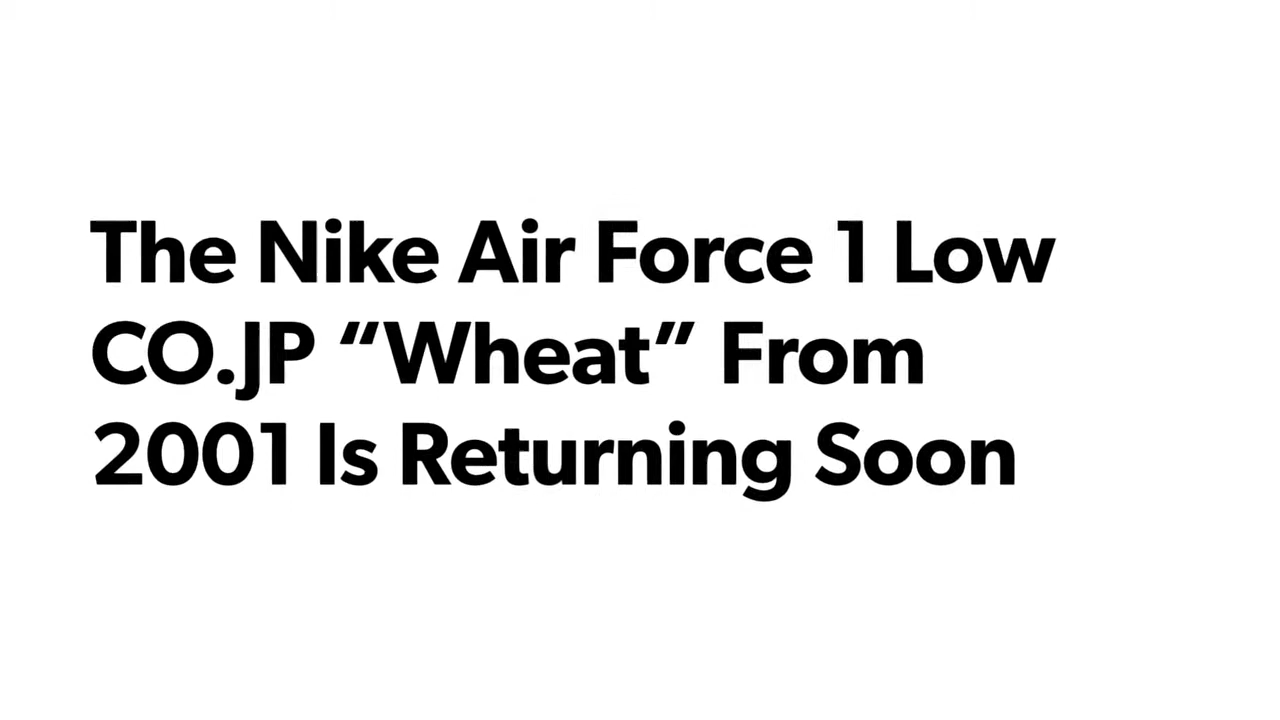 The Nike Air Force 1 Low
CO.JP “Wheat” From
2001 Is Returning Soon